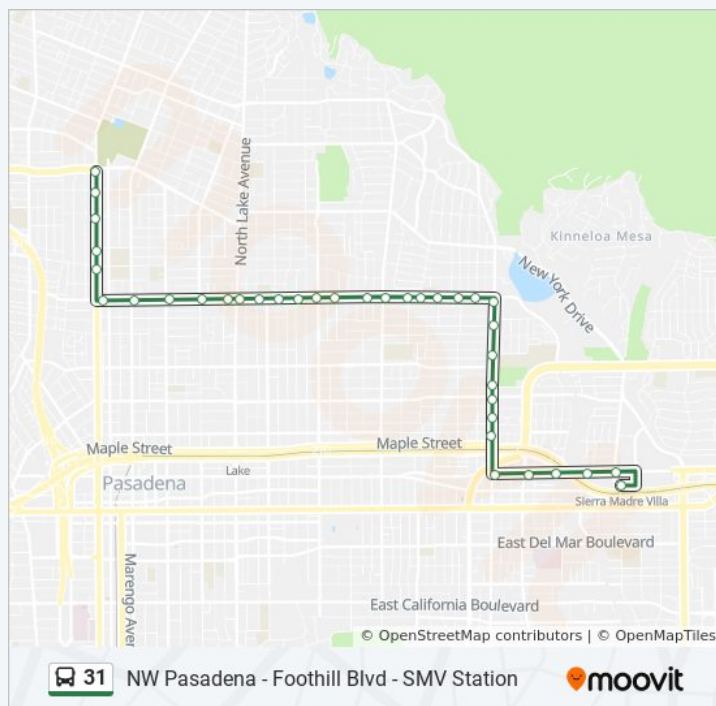 North Lake Avenue
Kinneloa Mesa
New York Drive
Maple Street
Maple Street
Lake
Pasadena
Sierra Madre Villa
East Del Mar Boulevard
Marengo Aven
East California Boulevard
© OpenStreetMap contributors | © OpenMapTiles
31 NW Pasadena - Foothill Blvd - SMV Station moovit